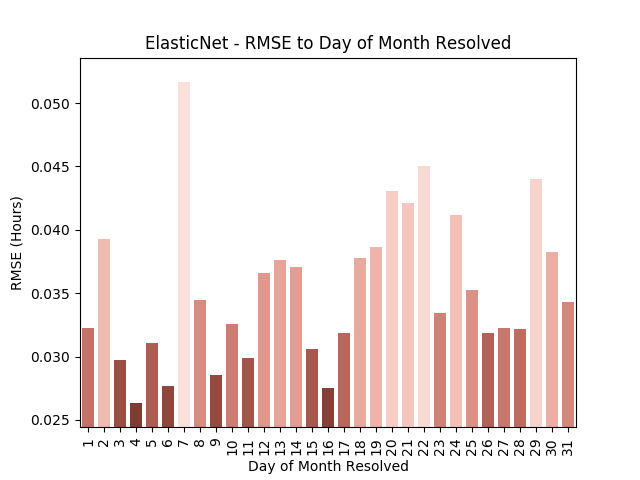 ElasticNet - RMSE to Day of Month Resolved
0.050
0.045
0.040
0.035
0.030
0.025
RMSE (Hours)
1 2 3 4 5 6 7 8 9 10 11 12 13 14 15 16 17 18 19 20 21 22 23 24 25 26 27 28 29 30 31
Day of Month Resolved